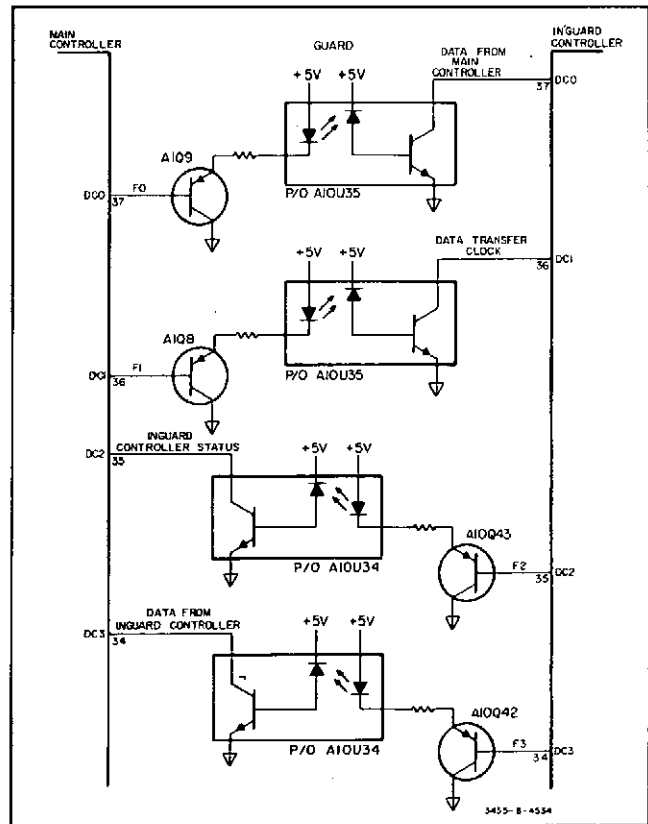 MAIN
CONTROLLER
GUARD
DATA FROM
MAIN
CONTROLLER
INGUARD
CONTROLLER
+5V +5V
37 DC0
A1Q9
DC0 F0
37
P/O A10U35
DATA TRANSFER
CLOCK
+5V +5V
36 DC1
A1Q8
DC1 F1
36
P/O A10U35
INGUARD
CONTROLLER STATUS
DC2
35
+5V +5V
A10Q43
F2 DC2
35
P/O A10U34
DATA FROM
INGUARD CONTROLLER
DC3
34
+5V +5V
A10Q42
F3 DC3
34
P/O A10U34
3455-B-4534